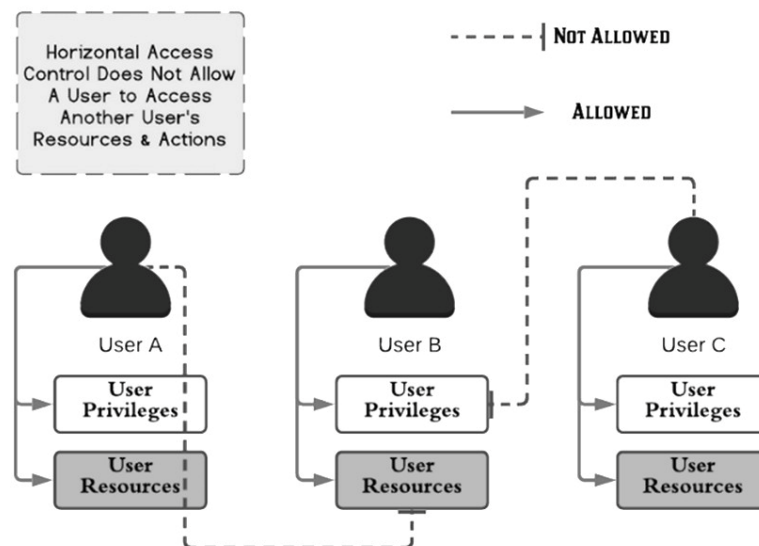 Horizontal Access
Control Does Not Allow
A User to Access
Another User's
Resources & Actions
NOT ALLOWED
ALLOWED
User A
User B
User C
User
Privileges
User
Privileges
User
Privileges
User
Resources
User
Resources
User
Resources